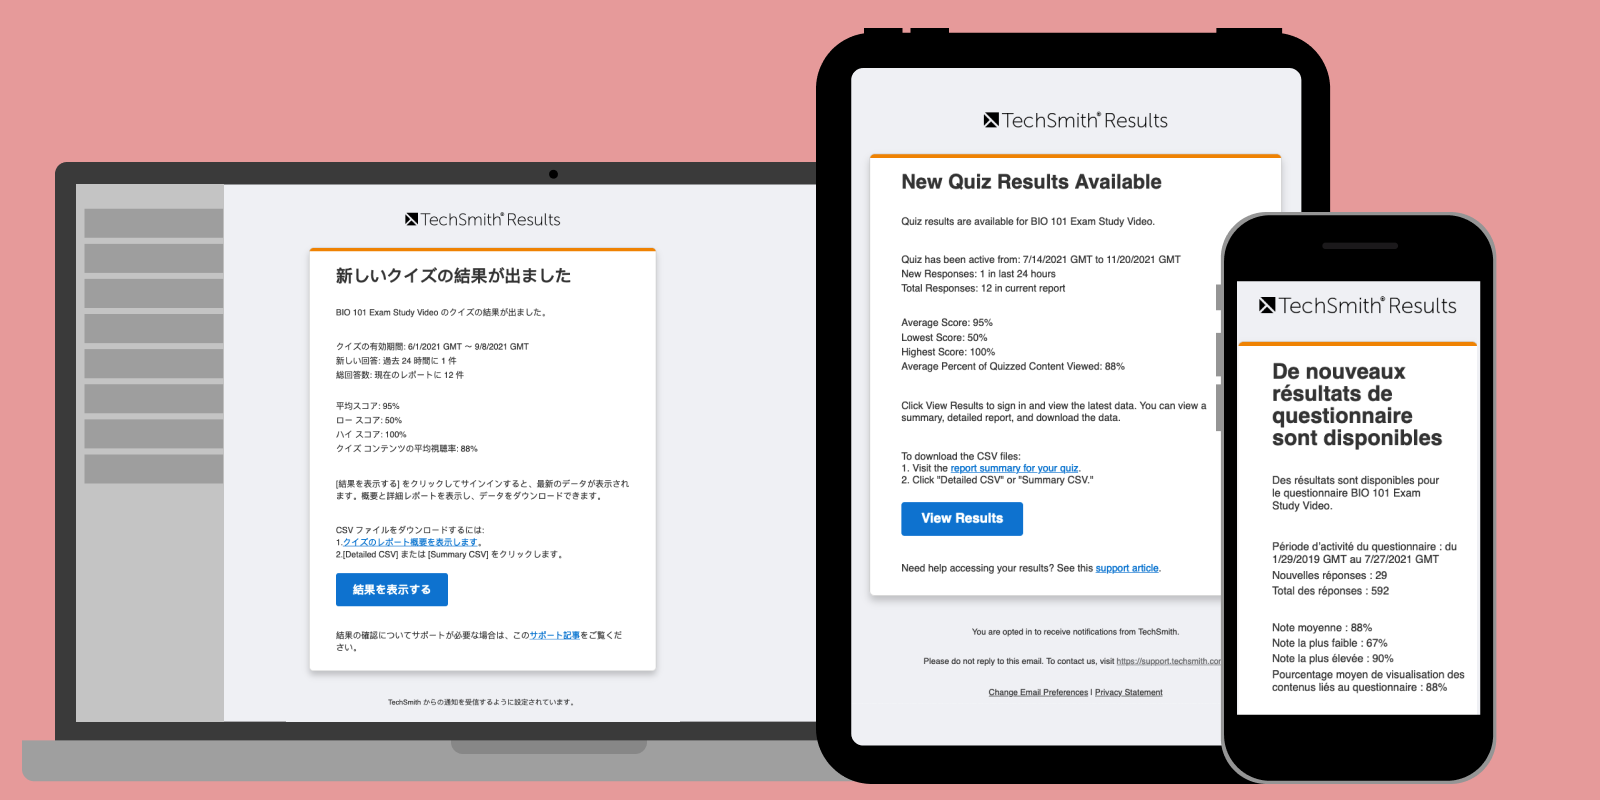 TechSmith® Results
新しいクイズの結果が出ました
BIO 101 Exam Study Video のクイズの結果が出ました。
クイズの有効期間: 6/1/2021 GMT ～ 9/8/2021 GMT
新しい回答: 過去 24 時間に 1 件
総回答数: 現在のレポートに 12 件
平均スコア: 95%
ロー スコア: 50%
ハイ スコア: 100%
クイズ コンテンツの平均視聴率: 88%
[結果を表示する] をクリックしてサインインすると、最新のデータが表示され
ます。概要と詳細レポートを表示し、データをダウンロードできます。
CSV ファイルをダウンロードするには:
1.クイズのレポート概要を表示します。
2.[Detailed CSV] または [Summary CSV] をクリックします。
結果を表示する
結果の確認についてサポートが必要な場合は、このサポート記事をご覧くだ
さい。
TechSmith からの通知を受信するように設定されています。
TechSmith® Results
New Quiz Results Available
Quiz results are available for BIO 101 Exam Study Video.
Quiz has been active from: 7/14/2021 GMT to 11/20/2021 GMT
New Responses: 1 in last 24 hours
Total Responses: 12 in current report
Average Score: 95%
Lowest Score: 50%
Highest Score: 100%
Average Percent of Quizzed Content Viewed: 88%
Click View Results to sign in and view the latest data. You can view a
summary, detailed report, and download the data.
To download the CSV files:
1. Visit the report summary for your quiz.
2. Click "Detailed CSV" or "Summary CSV."
View Results
Need help accessing your results? See this support article.
You are opted in to receive notifications from TechSmith.
Please do not reply to this email. To contact us, visit https://support.techsmith.cor
Change Email Preferences | Privacy Statement
TechSmith® Results
De nouveaux
résultats de
questionnaire
sont disponibles
Des résultats sont disponibles pour
le questionnaire BIO 101 Exam
Study Video.
Période d'activité du questionnaire : du
1/29/2019 GMT au 7/27/2021 GMT
Nouvelles réponses : 29
Total des réponses : 592
Note moyenne : 88%
Note la plus faible : 67%
Note la plus élevée : 90%
Pourcentage moyen de visualisation des
contenus liés au questionnaire : 88%